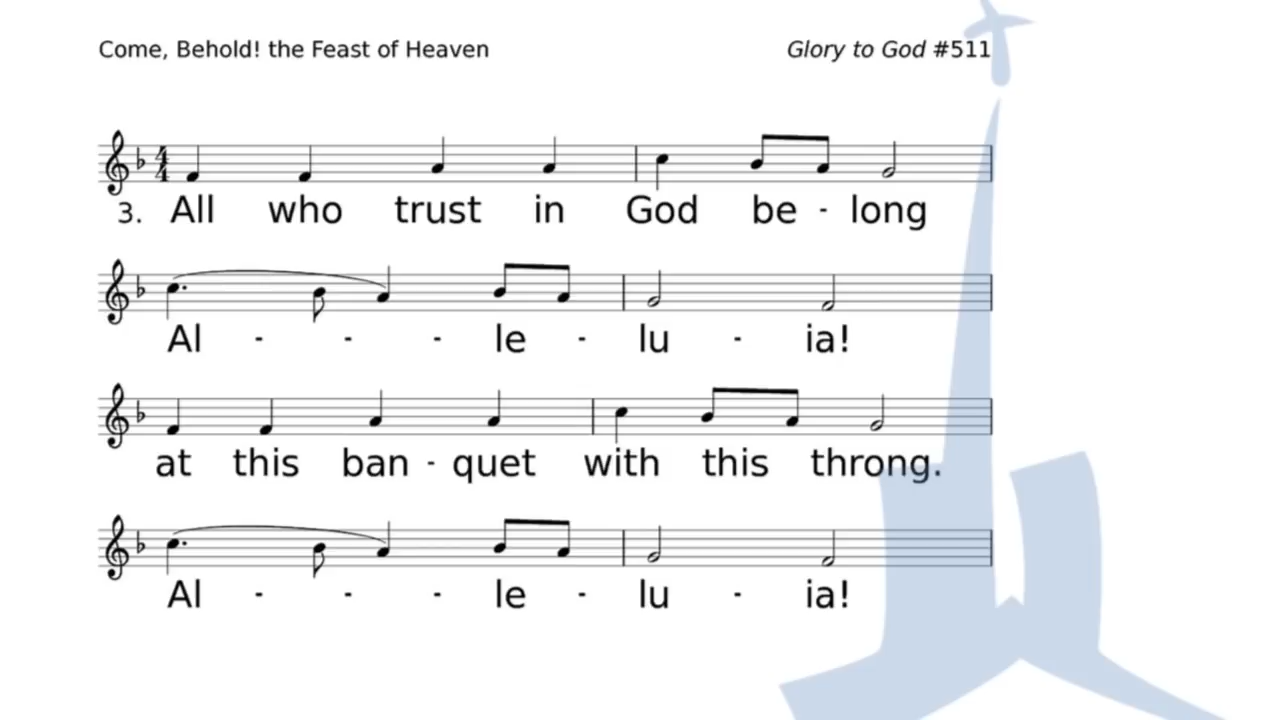 Come, Behold! the Feast of Heaven Glory to God #511
3. All who trust in God be - long
Al - - - le - lu - ia!
at this ban - quet with this throng.
Al - - - le - lu - ia!